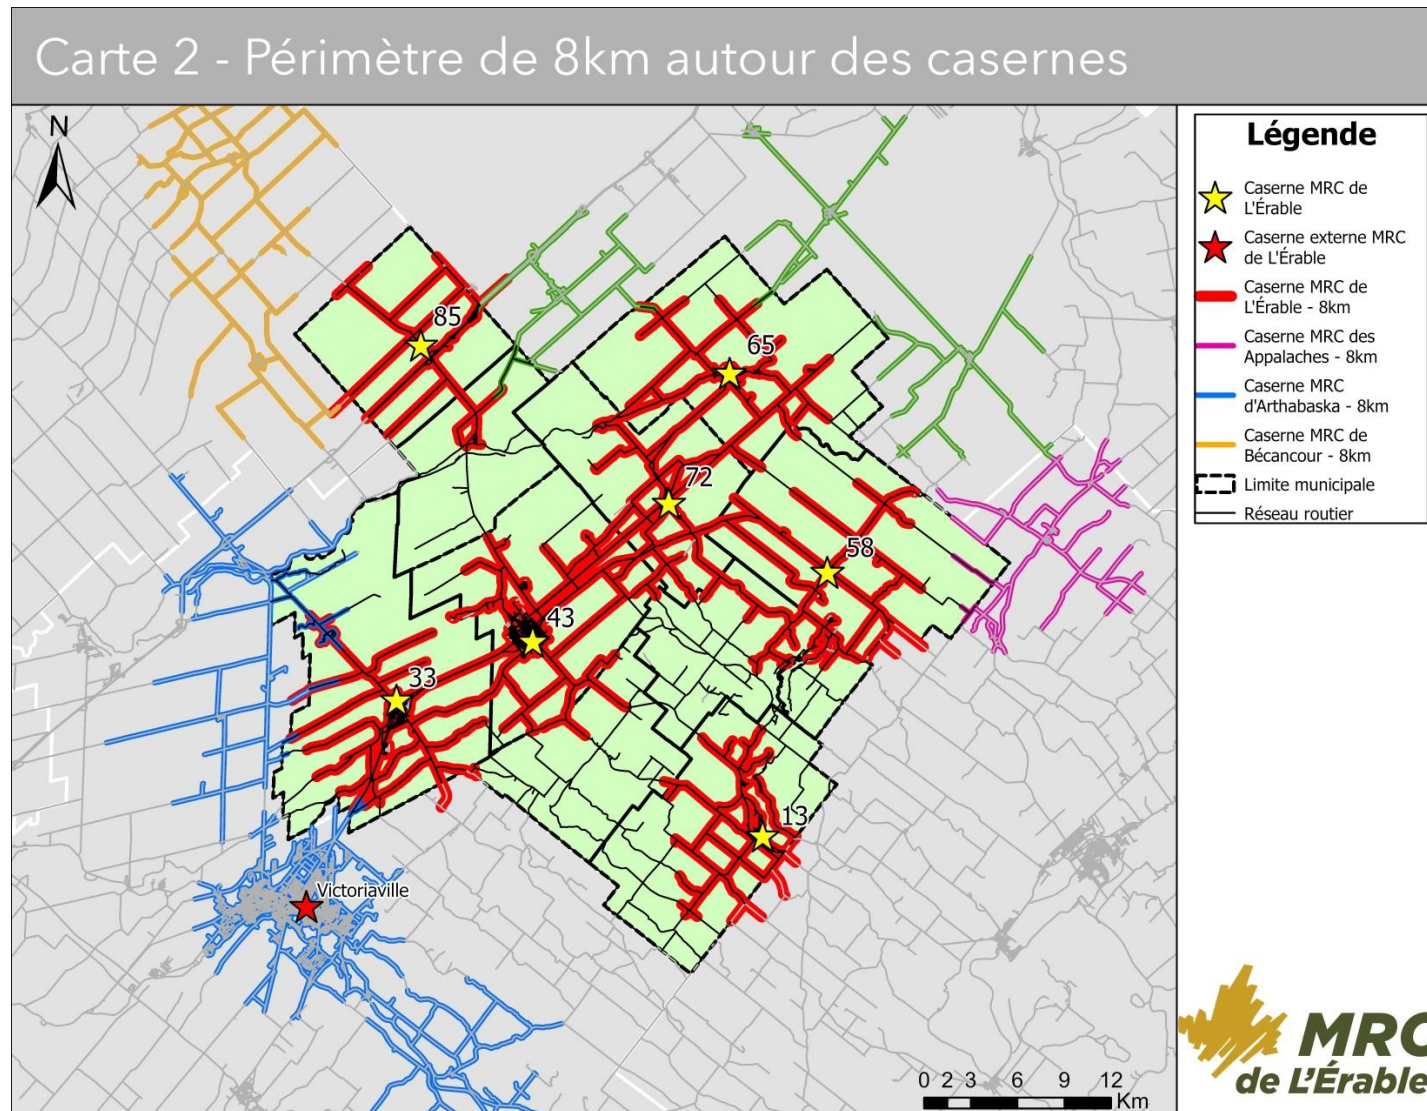 Carte 2 - Périmètre de 8km autour des casernes
N
85
65
72
58
43
33
13
Victoriaville
0 2 3 6 9 12
Km
Légende
Caserne MRC de
L'Érable
Caserne externe MRC
de L'Érable
Caserne MRC de
L'Érable - 8km
Caserne MRC des
Appalaches - 8km
Caserne MRC
d'Arthabaska - 8km
Caserne MRC de
Bécancour - 8km
Limite municipale
Réseau routier
MRC
de L'Érable